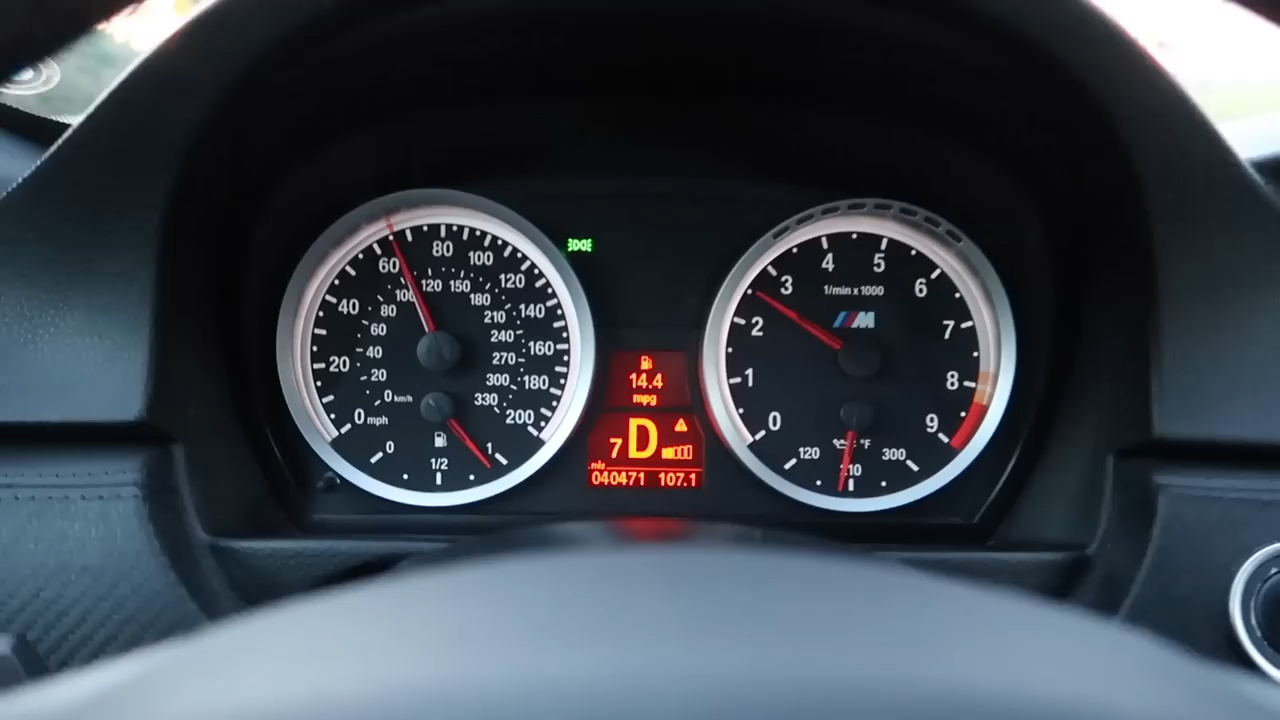 0 20 40 60 80 100 120 140 160 180 200
mph
0 20 40 60 80 100 120 150 180 210 240 270 300 330
km/h
0 1/2 1
14.4
mpg
7 D
mls
040471 107.1
0 1 2 3 4 5 6 7 8 9
1/min x 1000
M
120 210 300
°F